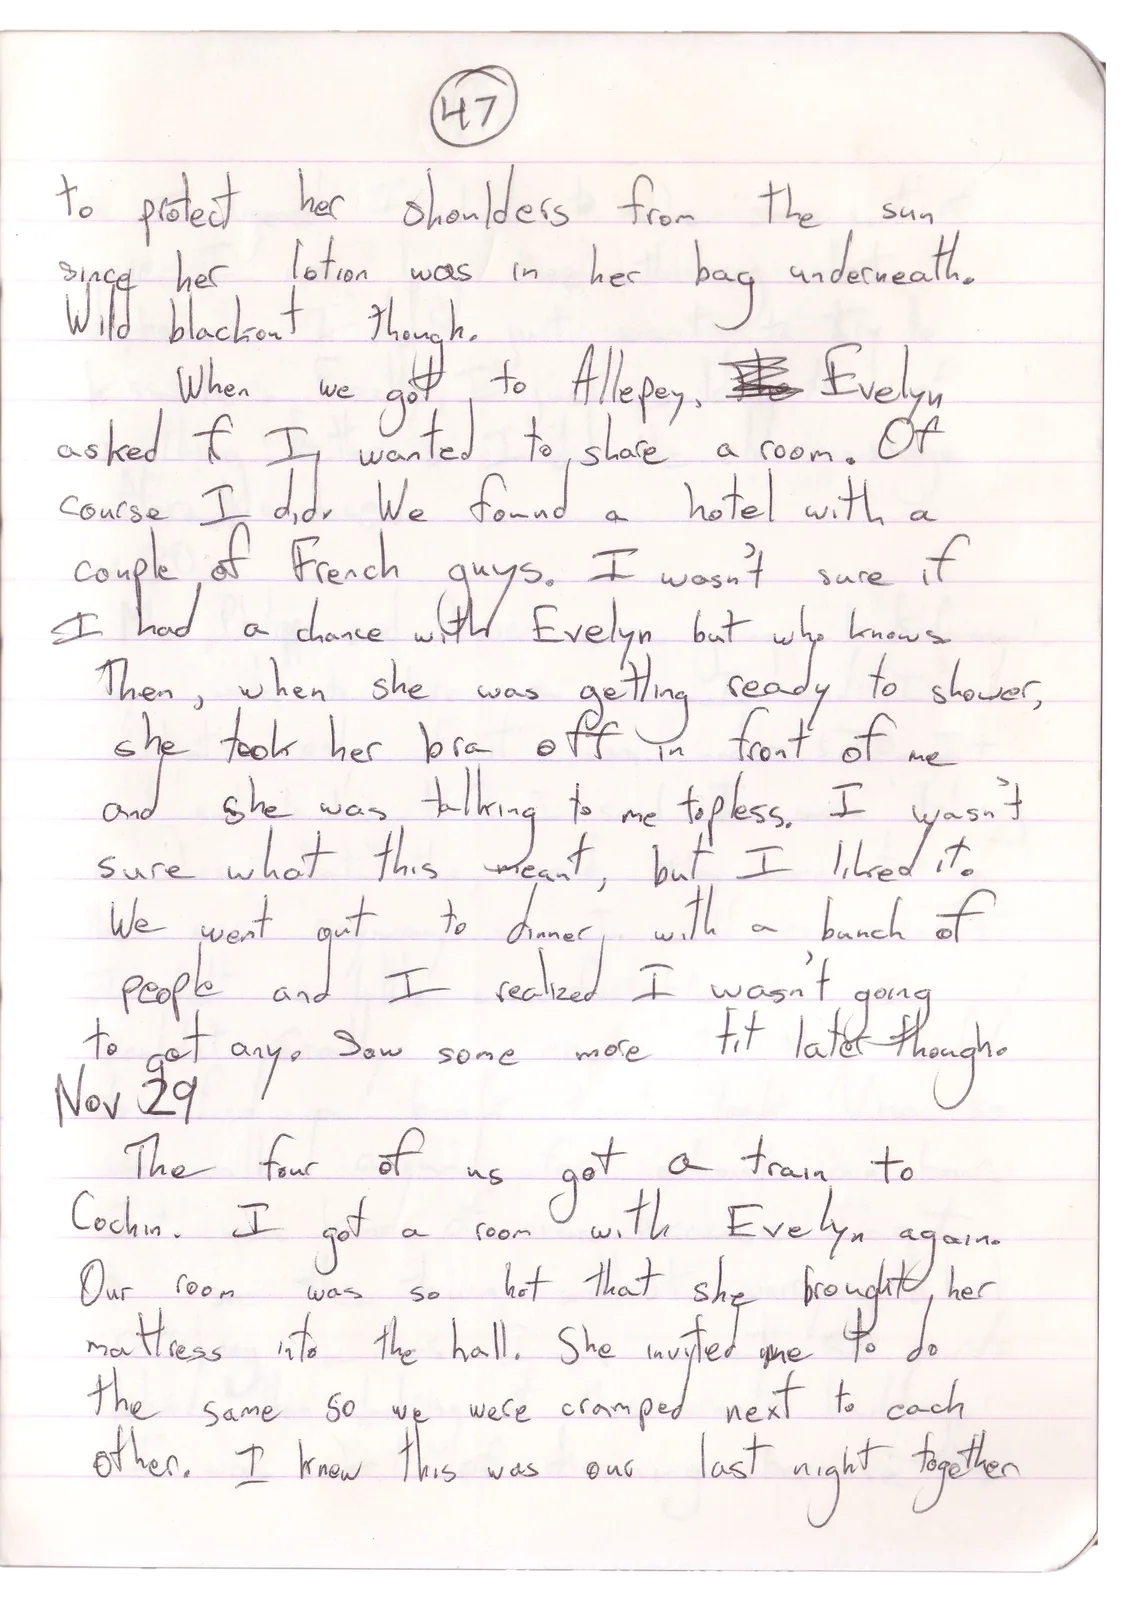 47
to protect her shoulders from the sun
since her lotion was in her bag underneath.
Wild blackout though.
When we got to Allepey, Evelyn
asked if I wanted to share a room. Of
course I did. We found a hotel with a
couple of French guys. I wasn't sure if
I had a chance with Evelyn but who knows
Then, when she was getting ready to shower,
she took her bra off in front of me
and she was talking to me topless. I wasn't
sure what this meant, but I liked it.
We went out to dinner with a bunch of
people and I realized I wasn't going
to get any. Saw some more tit later though.
Nov 29
The four of us got a train to
Cochin. I got a room with Evelyn again.
Our room was so hot that she brought her
mattress into the hall. She invited me to do
the same so we were cramped next to each
other. I knew this was our last night together